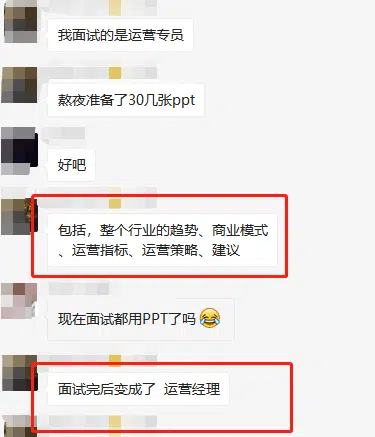 我面试的是运营专员
熬夜准备了30几张ppt
好吧
包括，整个行业的趋势、商业模式
、运营指标、运营策略、建议
现在面试都用PPT了吗😂
面试完后变成了 运营经理